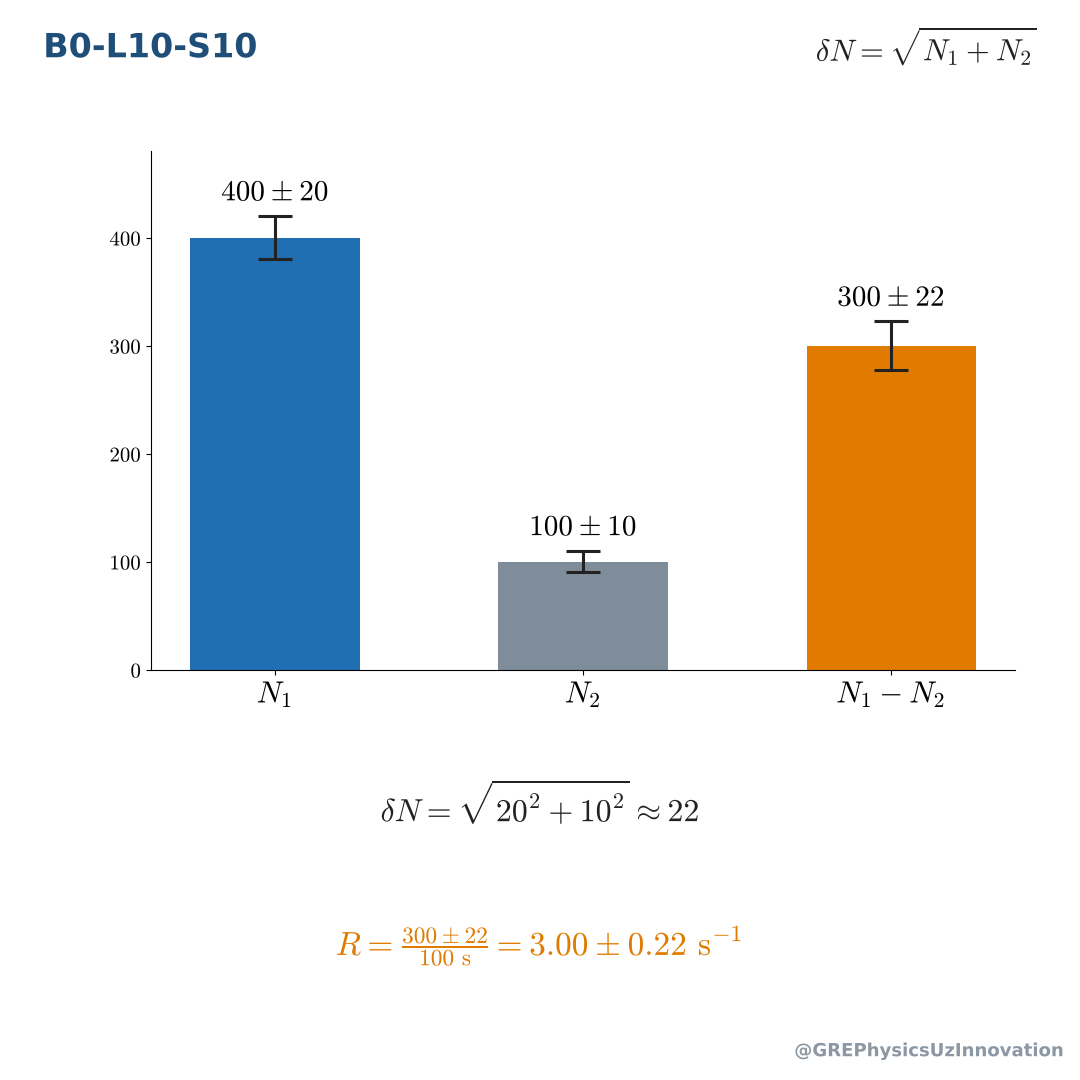 B0-L10-S10
δN = √(N₁ + N₂)
400 ± 20
300 ± 22
100 ± 10
400
300
200
100
0
N₁
N₂
N₁ − N₂
δN = √(20² + 10²) ≈ 22
R = (300 ± 22)/(100 s) = 3.00 ± 0.22 s⁻¹
@GREPhysicsUzInnovation